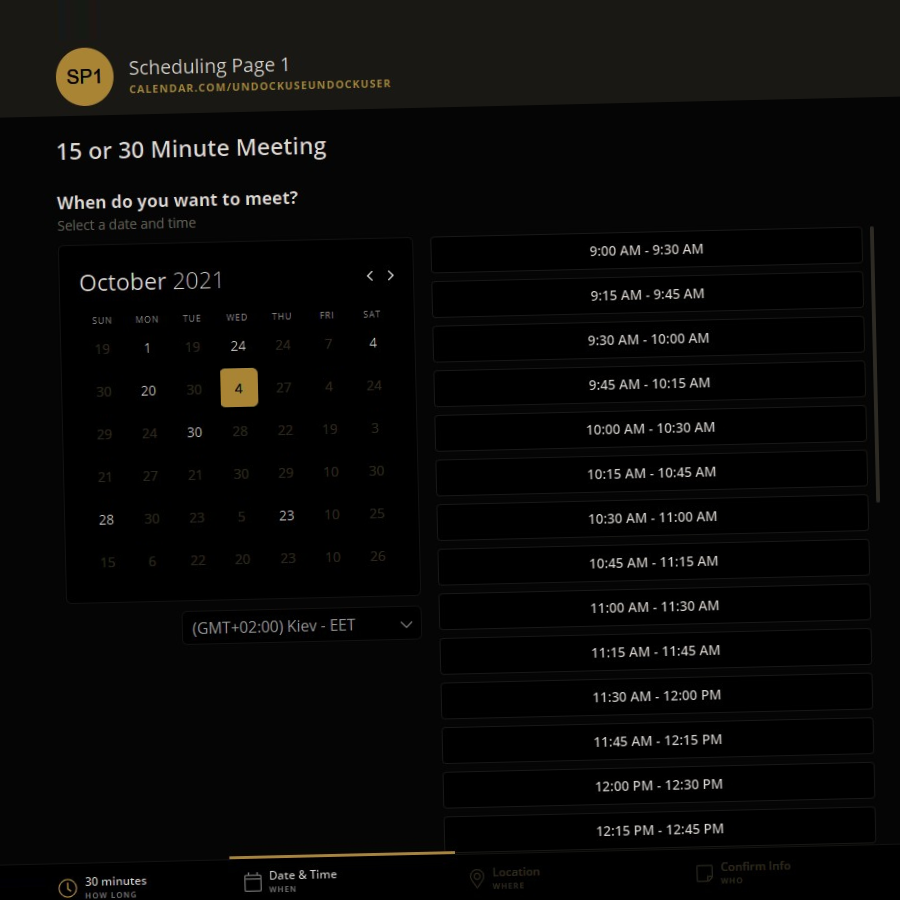 SP1
Scheduling Page 1
CALENDAR.COM/UNDOCKUSEUNDOCKUSER
15 or 30 Minute Meeting
When do you want to meet?
Select a date and time
October 2021
SUN MON TUE WED THU FRI SAT
19 1 19 24 24 7 4
30 20 30 4 27 4 24
29 24 30 28 22 19 3
21 27 21 30 29 10 30
28 30 23 5 23 10 25
15 6 22 20 23 10 26
(GMT+02:00) Kiev - EET
9:00 AM - 9:30 AM
9:15 AM - 9:45 AM
9:30 AM - 10:00 AM
9:45 AM - 10:15 AM
10:00 AM - 10:30 AM
10:15 AM - 10:45 AM
10:30 AM - 11:00 AM
10:45 AM - 11:15 AM
11:00 AM - 11:30 AM
11:15 AM - 11:45 AM
11:30 AM - 12:00 PM
11:45 AM - 12:15 PM
12:00 PM - 12:30 PM
12:15 PM - 12:45 PM
30 minutes
HOW LONG
Date & Time
WHEN
Location
WHERE
Confirm Info
WHO